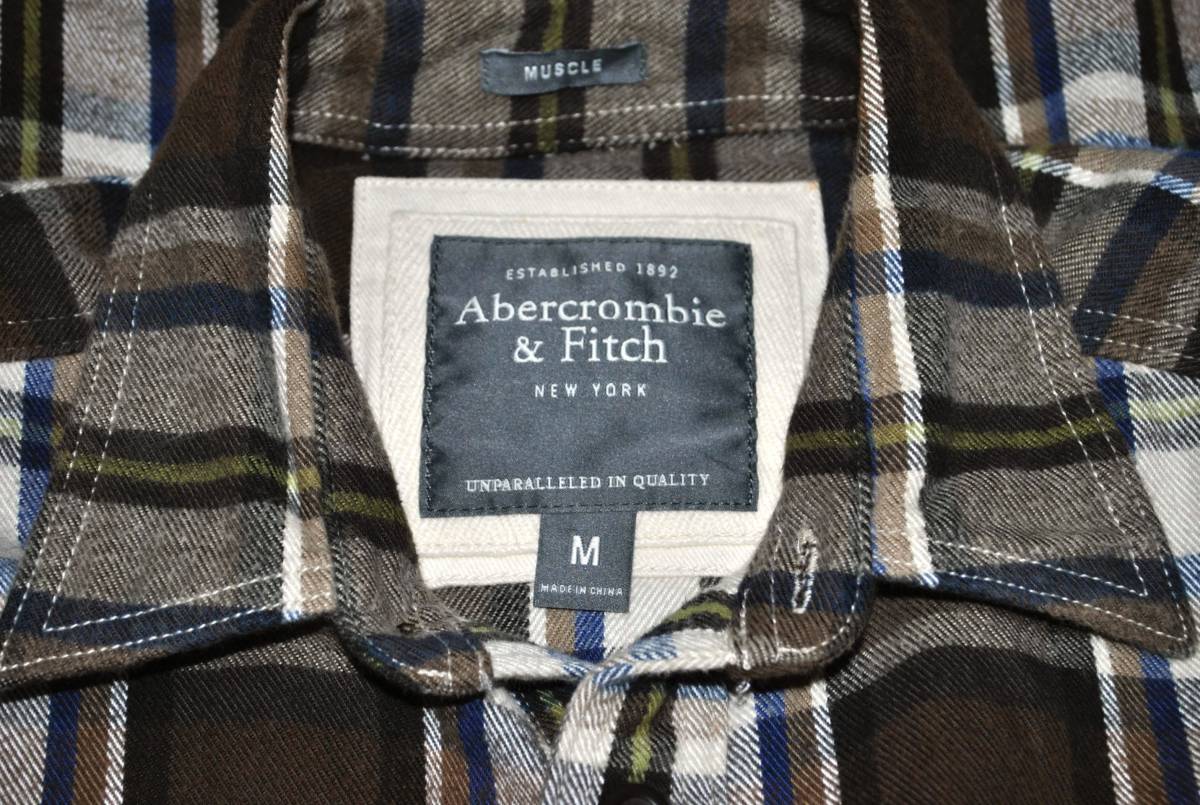 MUSCLE
ESTABLISHED 1892
Abercrombie
& Fitch
NEW YORK
UNPARALLELED IN QUALITY
M
MADE IN CHINA